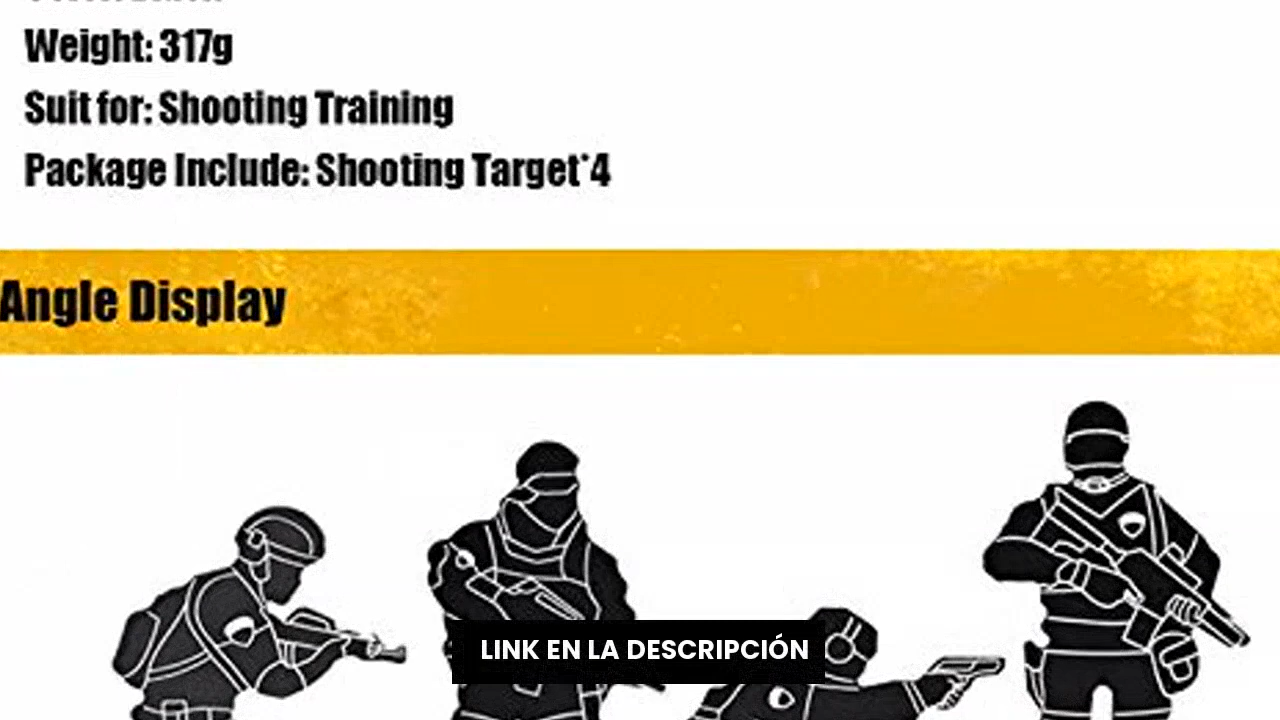 Weight: 317g
Suit for: Shooting Training
Package Include: Shooting Target*4
Angle Display
LINK EN LA DESCRIPCIÓN